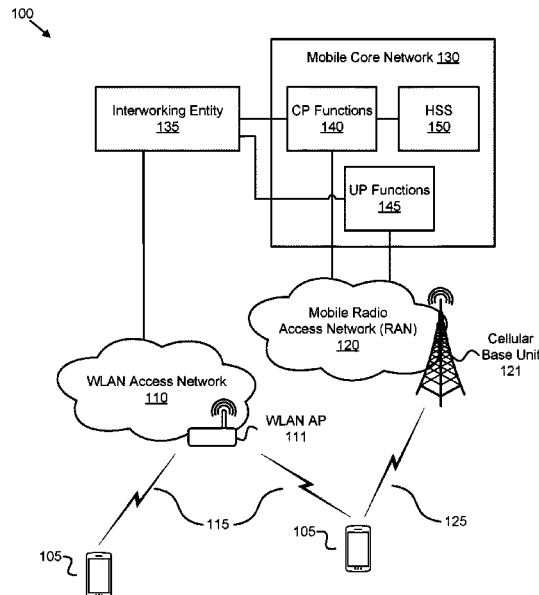 100
Mobile Core Network 130
Interworking Entity
135
CP Functions
140
HSS
150
UP Functions
145
Mobile Radio
Access Network (RAN)
120
Cellular
Base Unit
121
WLAN Access Network
110
WLAN AP
111
115
125
105
105